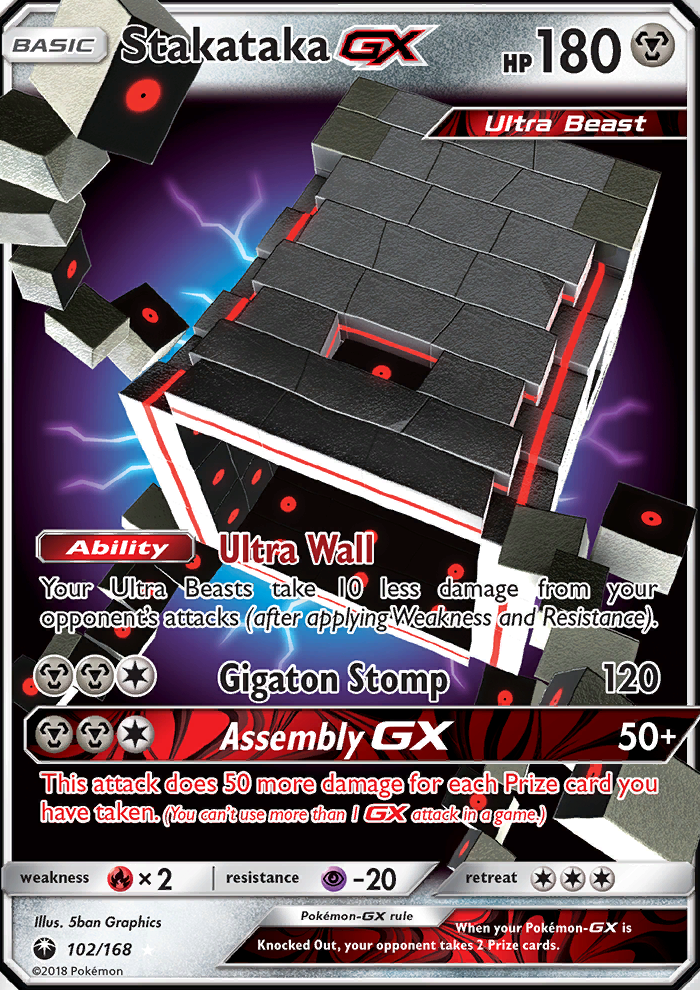 BASIC Stakataka GX HP 180
Ultra Beast
Ability Ultra Wall
Your Ultra Beasts take 10 less damage from your
opponent's attacks (after applying Weakness and Resistance).
Gigaton Stomp 120
Assembly GX 50+
This attack does 50 more damage for each Prize card you
have taken. (You can't use more than 1 GX attack in a game.)
weakness ×2 resistance -20 retreat
Illus. 5ban Graphics
102/168
©2018 Pokémon
Pokémon-GX rule
When your Pokémon-GX is
Knocked Out, your opponent takes 2 Prize cards.